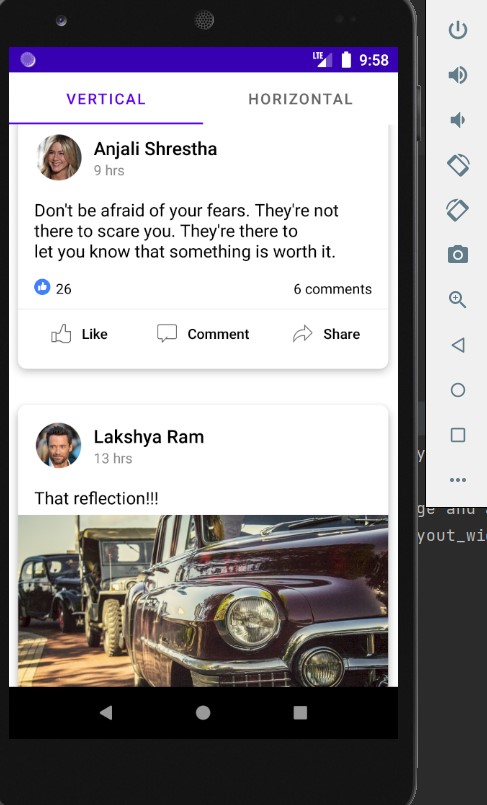 LTE 9:58
VERTICAL HORIZONTAL
Anjali Shrestha
9 hrs
Don't be afraid of your fears. They're not
there to scare you. They're there to
let you know that something is worth it.
26 6 comments
Like Comment Share
Lakshya Ram
13 hrs
That reflection!!!
y
ge and
yout_wi